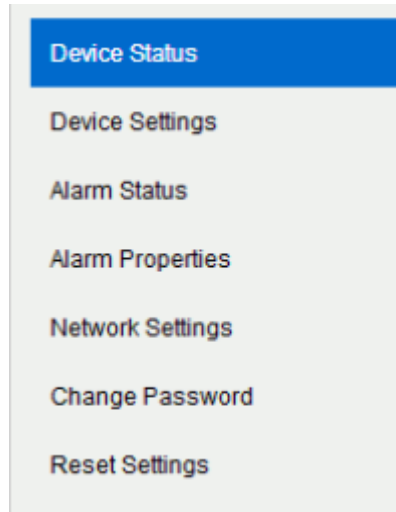 Device Status
Device Settings
Alarm Status
Alarm Properties
Network Settings
Change Password
Reset Settings